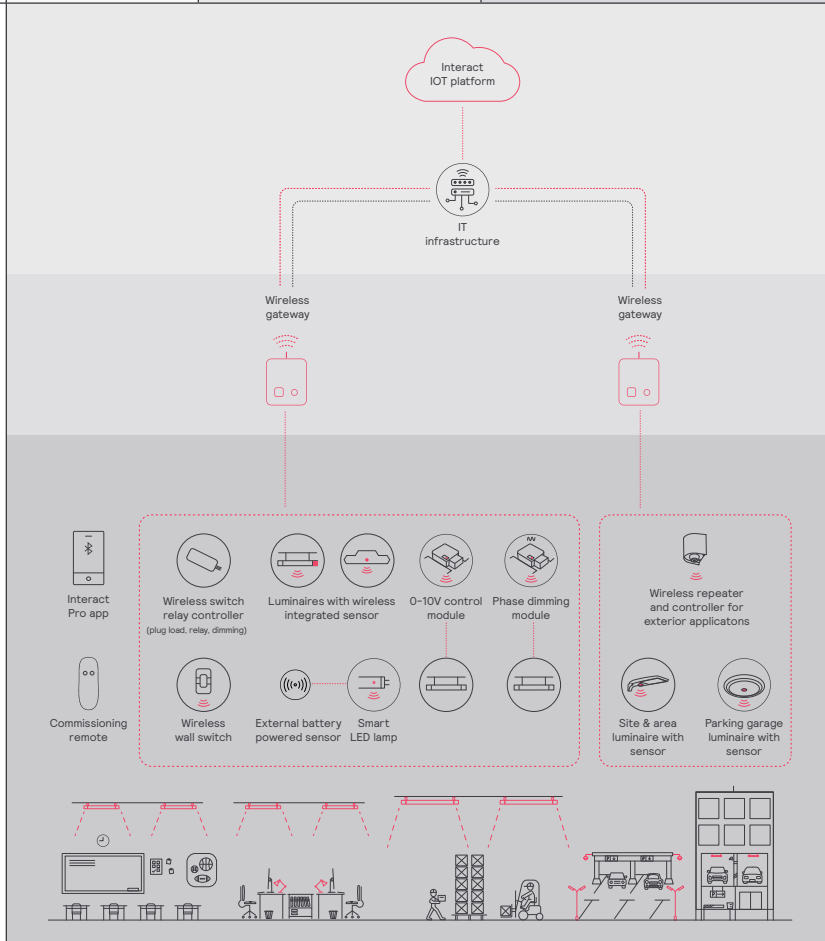 Interact
IOT platform
IT
infrastructure
Wireless
gateway
Wireless
gateway
Interact
Pro app
Wireless switch
relay controller
(plug load, relay, dimming)
Luminaires with wireless
integrated sensor
0-10V control
module
Phase dimming
module
Wireless repeater
and controller for
exterior applicatons
Commissioning
remote
Wireless
wall switch
External battery
powered sensor
Smart
LED lamp
Site & area
luminaire with
sensor
Parking garage
luminaire with
sensor